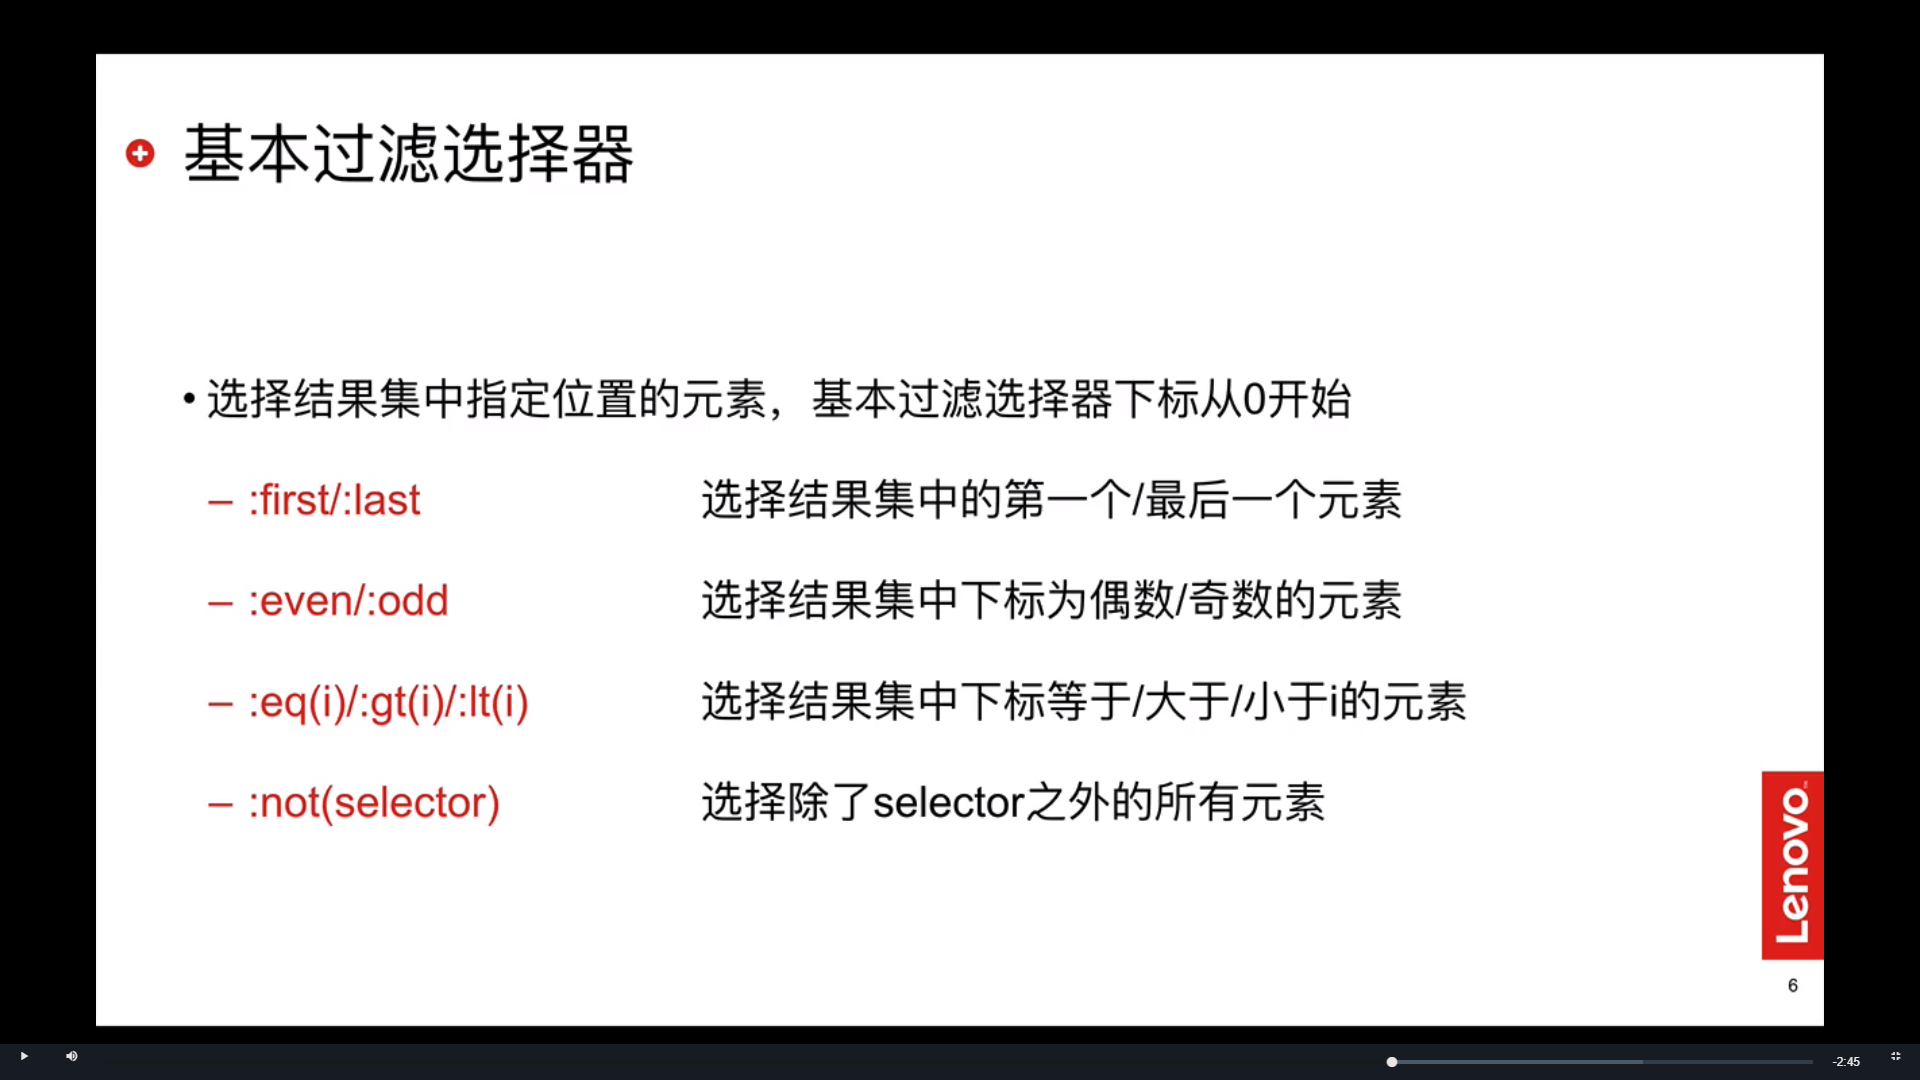 基本过滤选择器
• 选择结果集中指定位置的元素，基本过滤选择器下标从0开始
– :first/:last 选择结果集中的第一个/最后一个元素
– :even/:odd 选择结果集中下标为偶数/奇数的元素
– :eq(i)/:gt(i)/:lt(i) 选择结果集中下标等于/大于/小于i的元素
– :not(selector) 选择除了selector之外的所有元素
Lenovo
6
-2:45